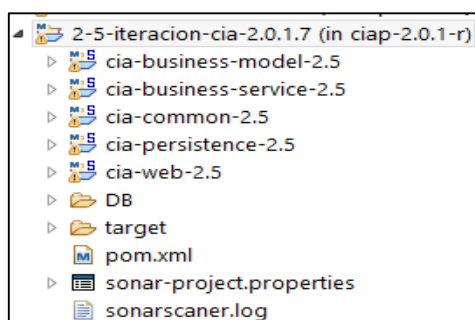 2-5-iteracion-cia-2.0.1.7 (in ciap-2.0.1-r)
cia-business-model-2.5
cia-business-service-2.5
cia-common-2.5
cia-persistence-2.5
cia-web-2.5
DB
target
pom.xml
sonar-project.properties
sonarscaner.log